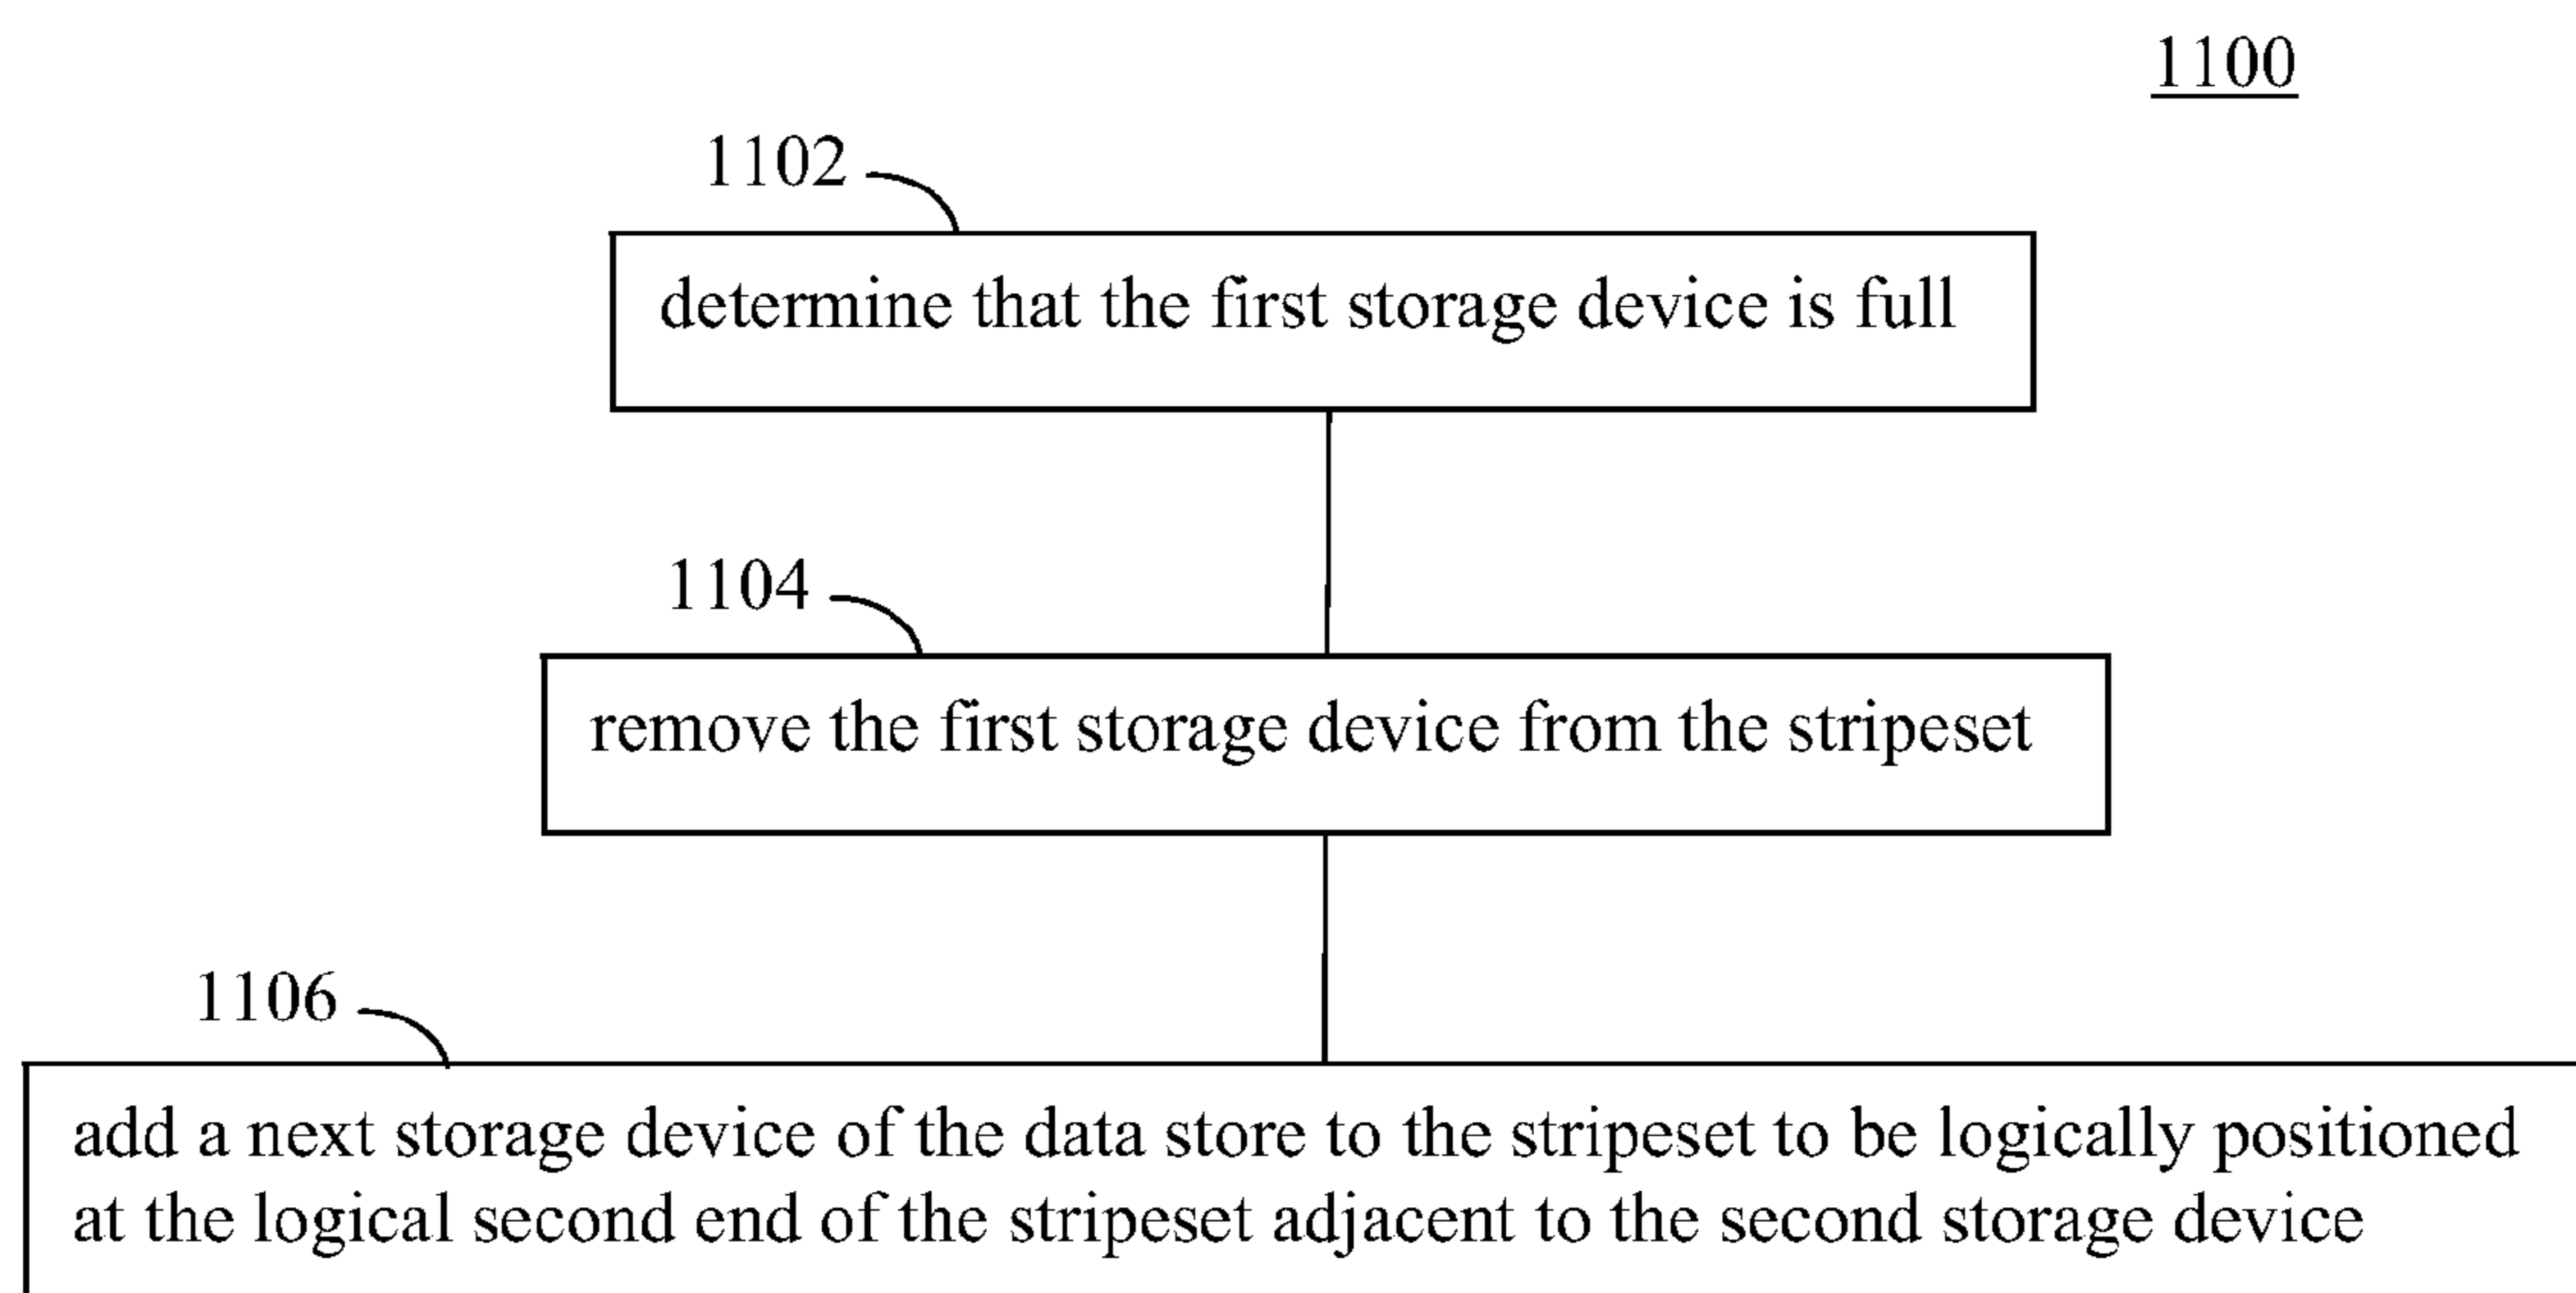 1100
1102
determine that the first storage device is full
1104
remove the first storage device from the stripeset
1106
add a next storage device of the data store to the stripeset to be logically positioned
at the logical second end of the stripeset adjacent to the second storage device